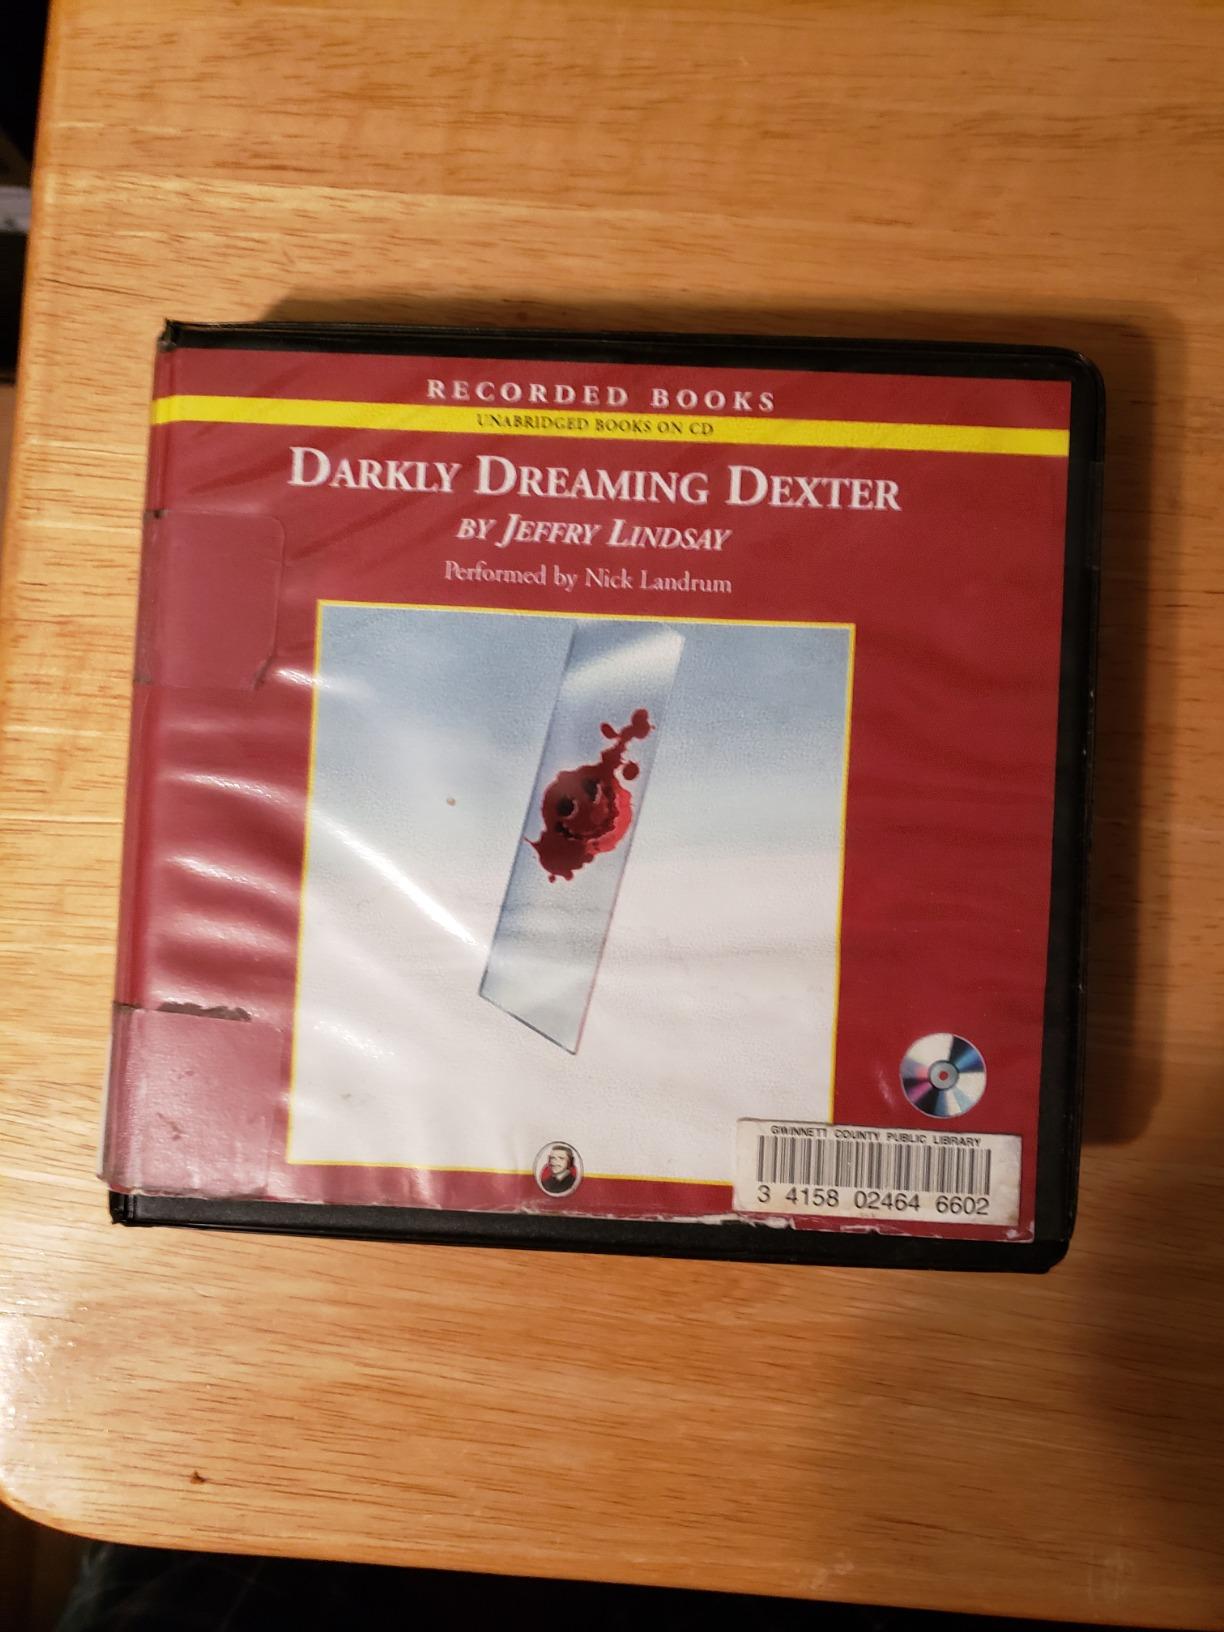 RECORDED BOOKS
UNABRIDGED BOOKS ON CD
DARKLY DREAMING DEXTER
BY JEFFRY LINDSAY
Performed by Nick Landrum
GWINNETT COUNTY PUBLIC LIBRARY
3 4158 02464 6602